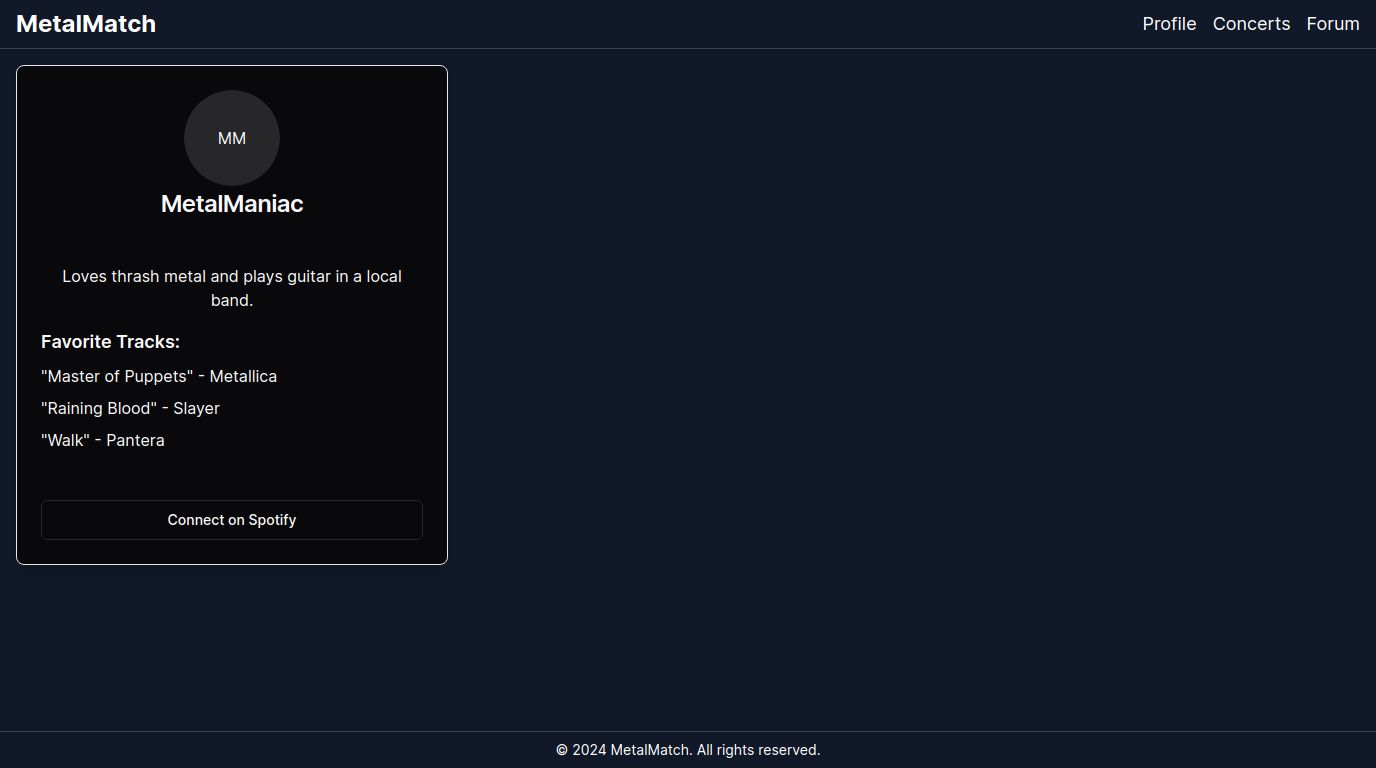 MetalMatch
Profile Concerts Forum
MM
MetalManiac
Loves thrash metal and plays guitar in a local
band.
Favorite Tracks:
"Master of Puppets" - Metallica
"Raining Blood" - Slayer
"Walk" - Pantera
Connect on Spotify
© 2024 MetalMatch. All rights reserved.